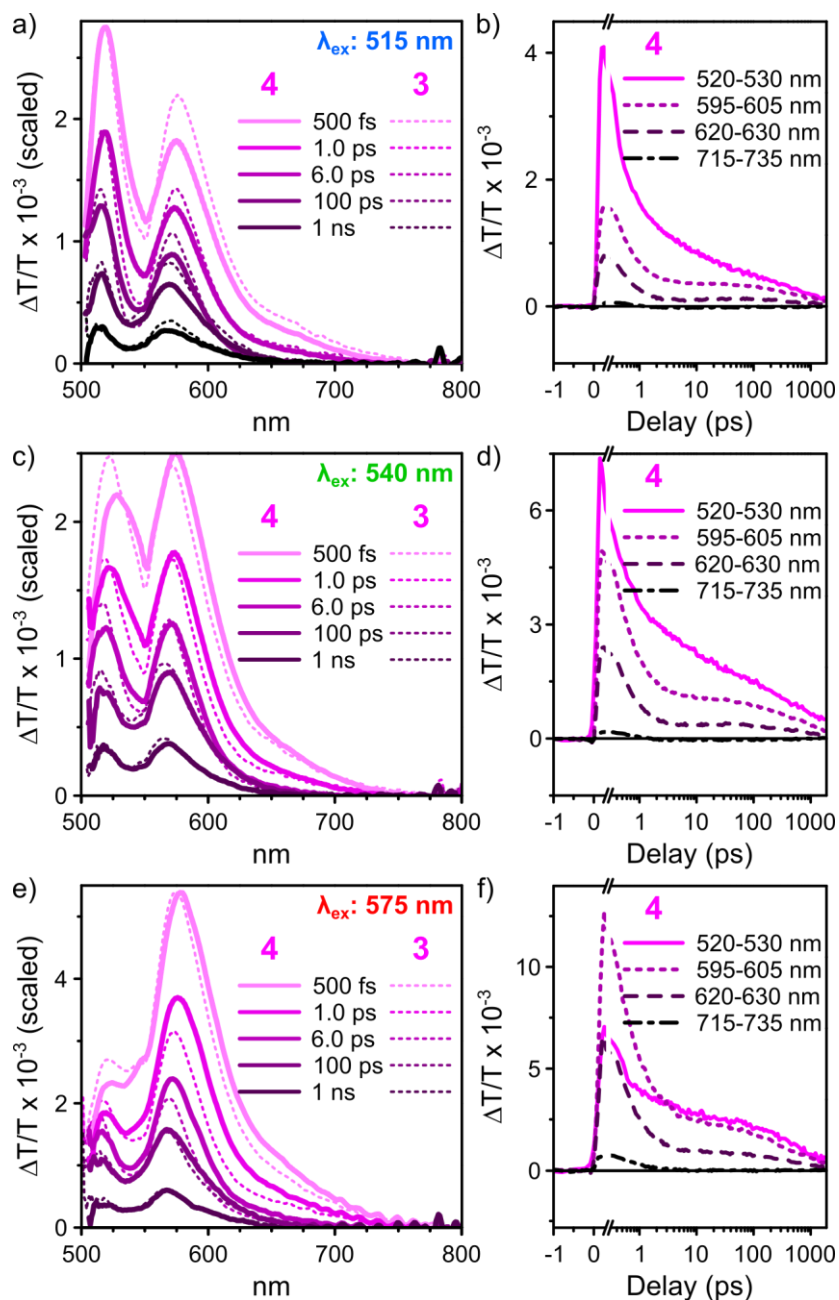 a)
λex: 515 nm
4 3
500 fs
1.0 ps
6.0 ps
100 ps
1 ns
ΔT/T x 10-3 (scaled)
2
1
0
500 600 700 800
nm
b)
4
520-530 nm
595-605 nm
620-630 nm
715-735 nm
ΔT/T x 10-3
4
2
0
-1 0 1 10 100 1000
Delay (ps)
c)
λex: 540 nm
4 3
500 fs
1.0 ps
6.0 ps
100 ps
1 ns
ΔT/T x 10-3 (scaled)
2
1
0
500 600 700 800
nm
d)
4
520-530 nm
595-605 nm
620-630 nm
715-735 nm
ΔT/T x 10-3
6
3
0
-1 0 1 10 100 1000
Delay (ps)
e)
λex: 575 nm
4 3
500 fs
1.0 ps
6.0 ps
100 ps
1 ns
ΔT/T x 10-3 (scaled)
4
2
0
500 600 700 800
nm
f)
4
520-530 nm
595-605 nm
620-630 nm
715-735 nm
ΔT/T x 10-3
10
5
0
-1 0 1 10 100 1000
Delay (ps)